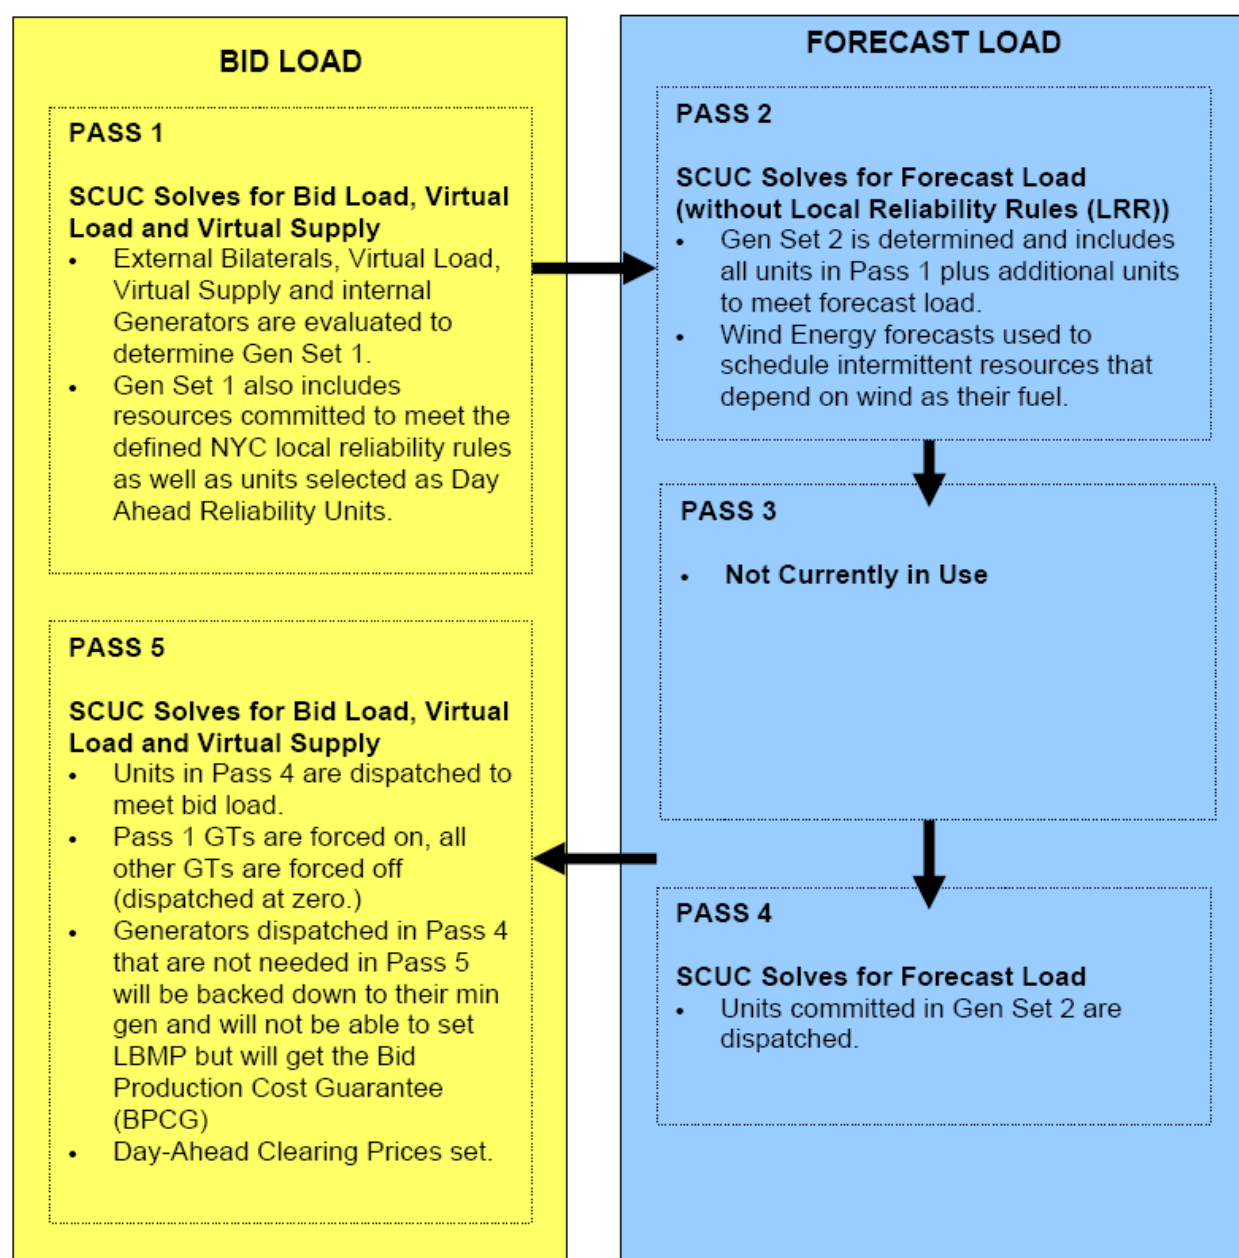 BID LOAD
PASS 1
SCUC Solves for Bid Load, Virtual
Load and Virtual Supply
• External Bilaterals, Virtual Load,
Virtual Supply and internal
Generators are evaluated to
determine Gen Set 1.
• Gen Set 1 also includes
resources committed to meet the
defined NYC local reliability rules
as well as units selected as Day
Ahead Reliability Units.
FORECAST LOAD
PASS 2
SCUC Solves for Forecast Load
(without Local Reliability Rules (LRR))
• Gen Set 2 is determined and includes
all units in Pass 1 plus additional units
to meet forecast load.
• Wind Energy forecasts used to
schedule intermittent resources that
depend on wind as their fuel.
PASS 3
• Not Currently in Use
PASS 4
SCUC Solves for Forecast Load
• Units committed in Gen Set 2 are
dispatched.
PASS 5
SCUC Solves for Bid Load, Virtual
Load and Virtual Supply
• Units in Pass 4 are dispatched to
meet bid load.
• Pass 1 GTs are forced on, all
other GTs are forced off
(dispatched at zero.)
• Generators dispatched in Pass 4
that are not needed in Pass 5
will be backed down to their min
gen and will not be able to set
LBMP but will get the Bid
Production Cost Guarantee
(BPCG)
• Day-Ahead Clearing Prices set.